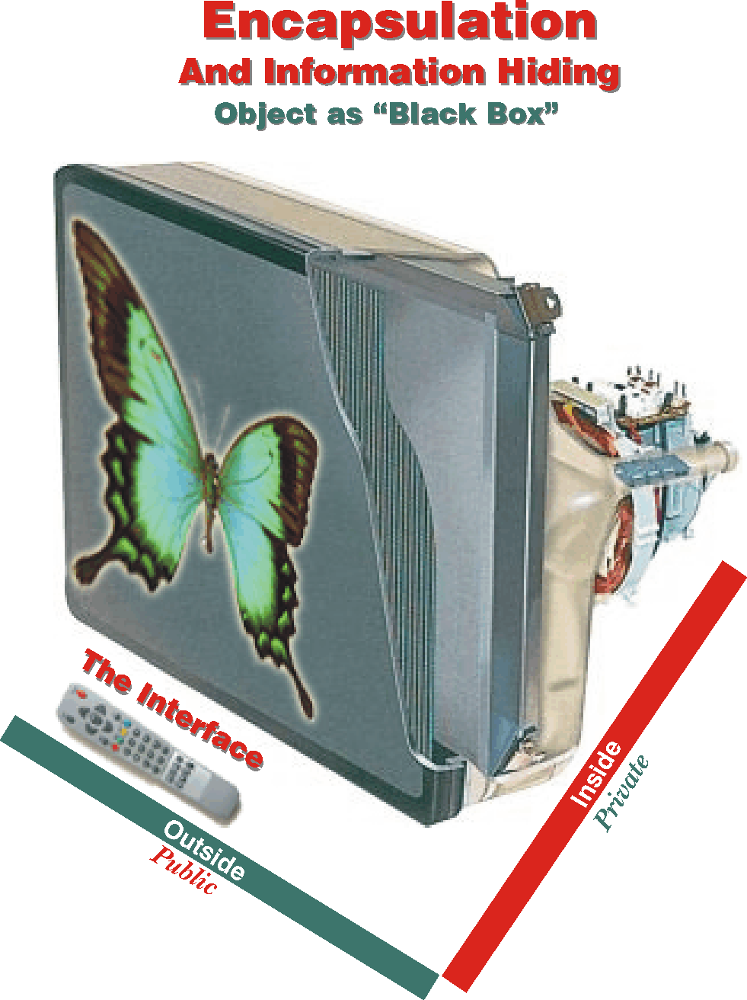 Encapsulation
And Information Hiding
Object as “Black Box”
The Interface
Outside
Public
Inside
Private